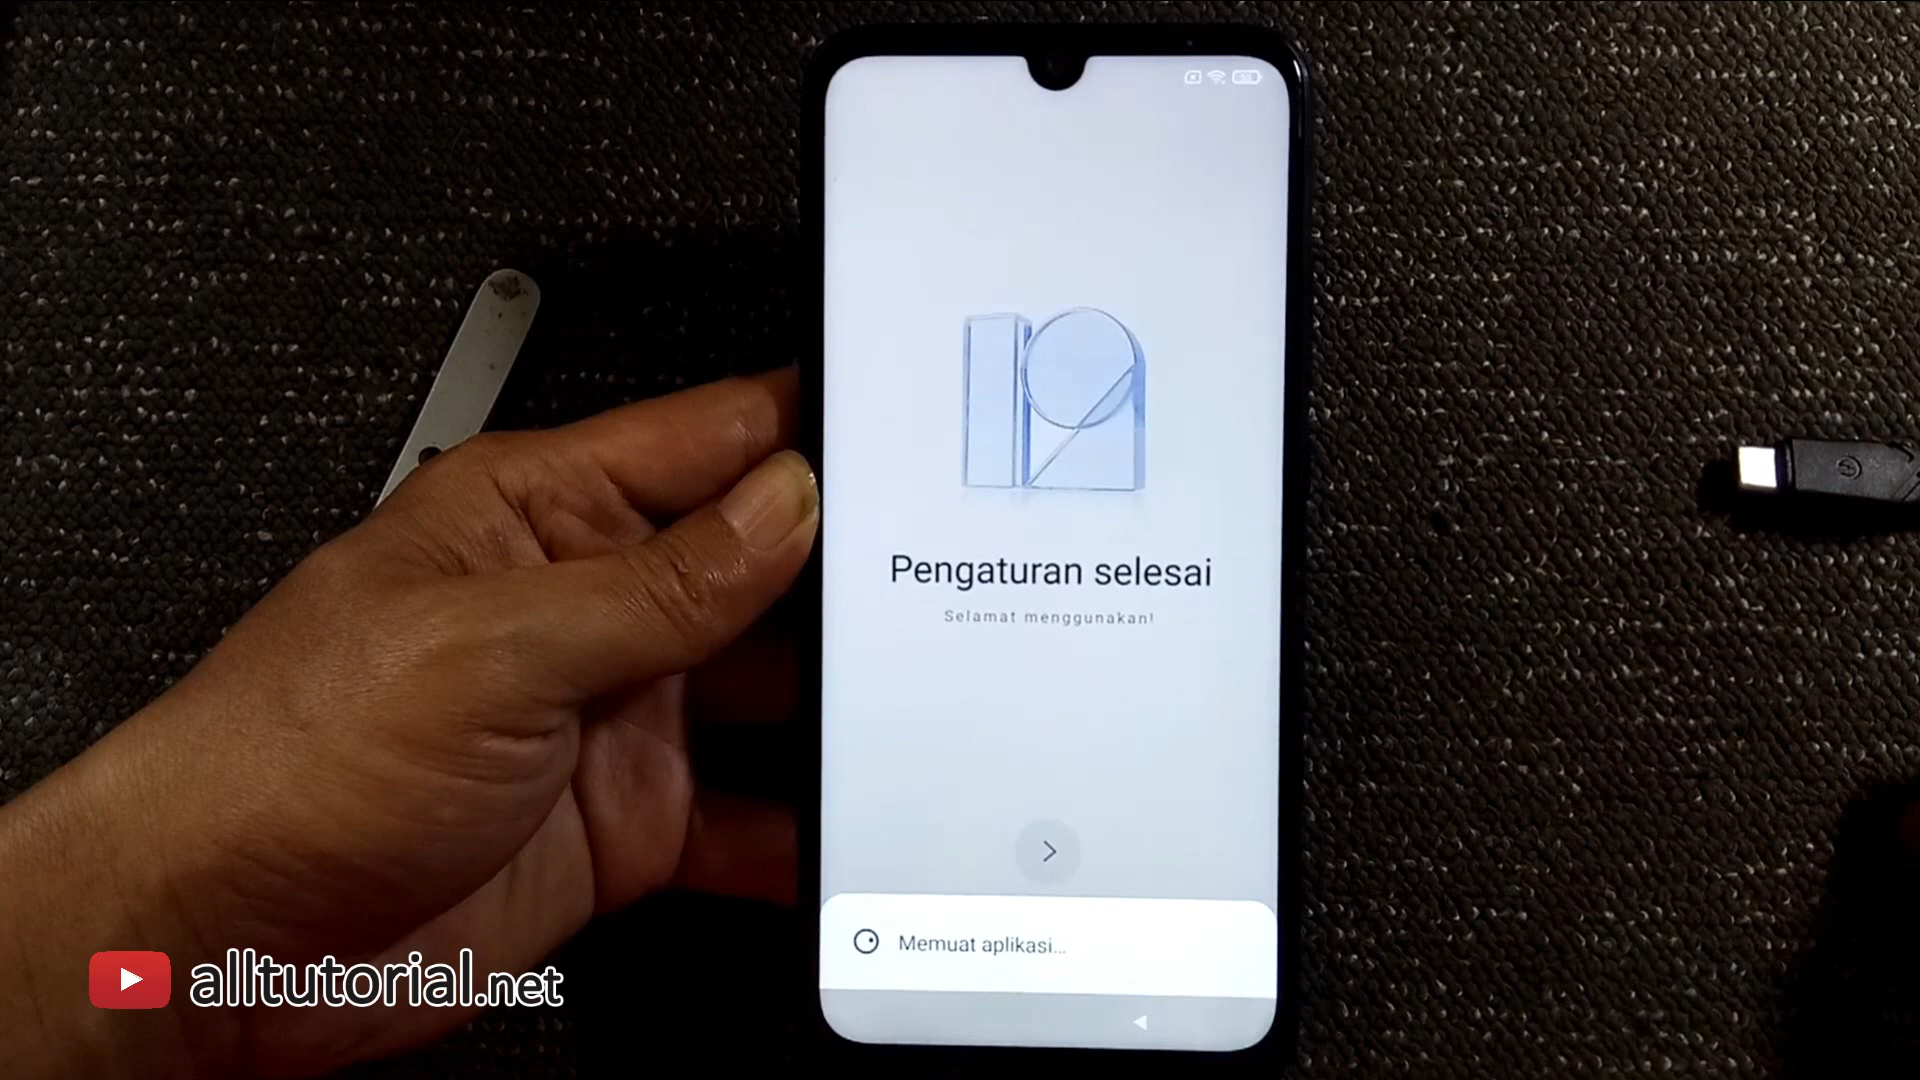 Pengaturan selesai
Selamat menggunakan!
Memuat aplikasi...
alltutorial.net